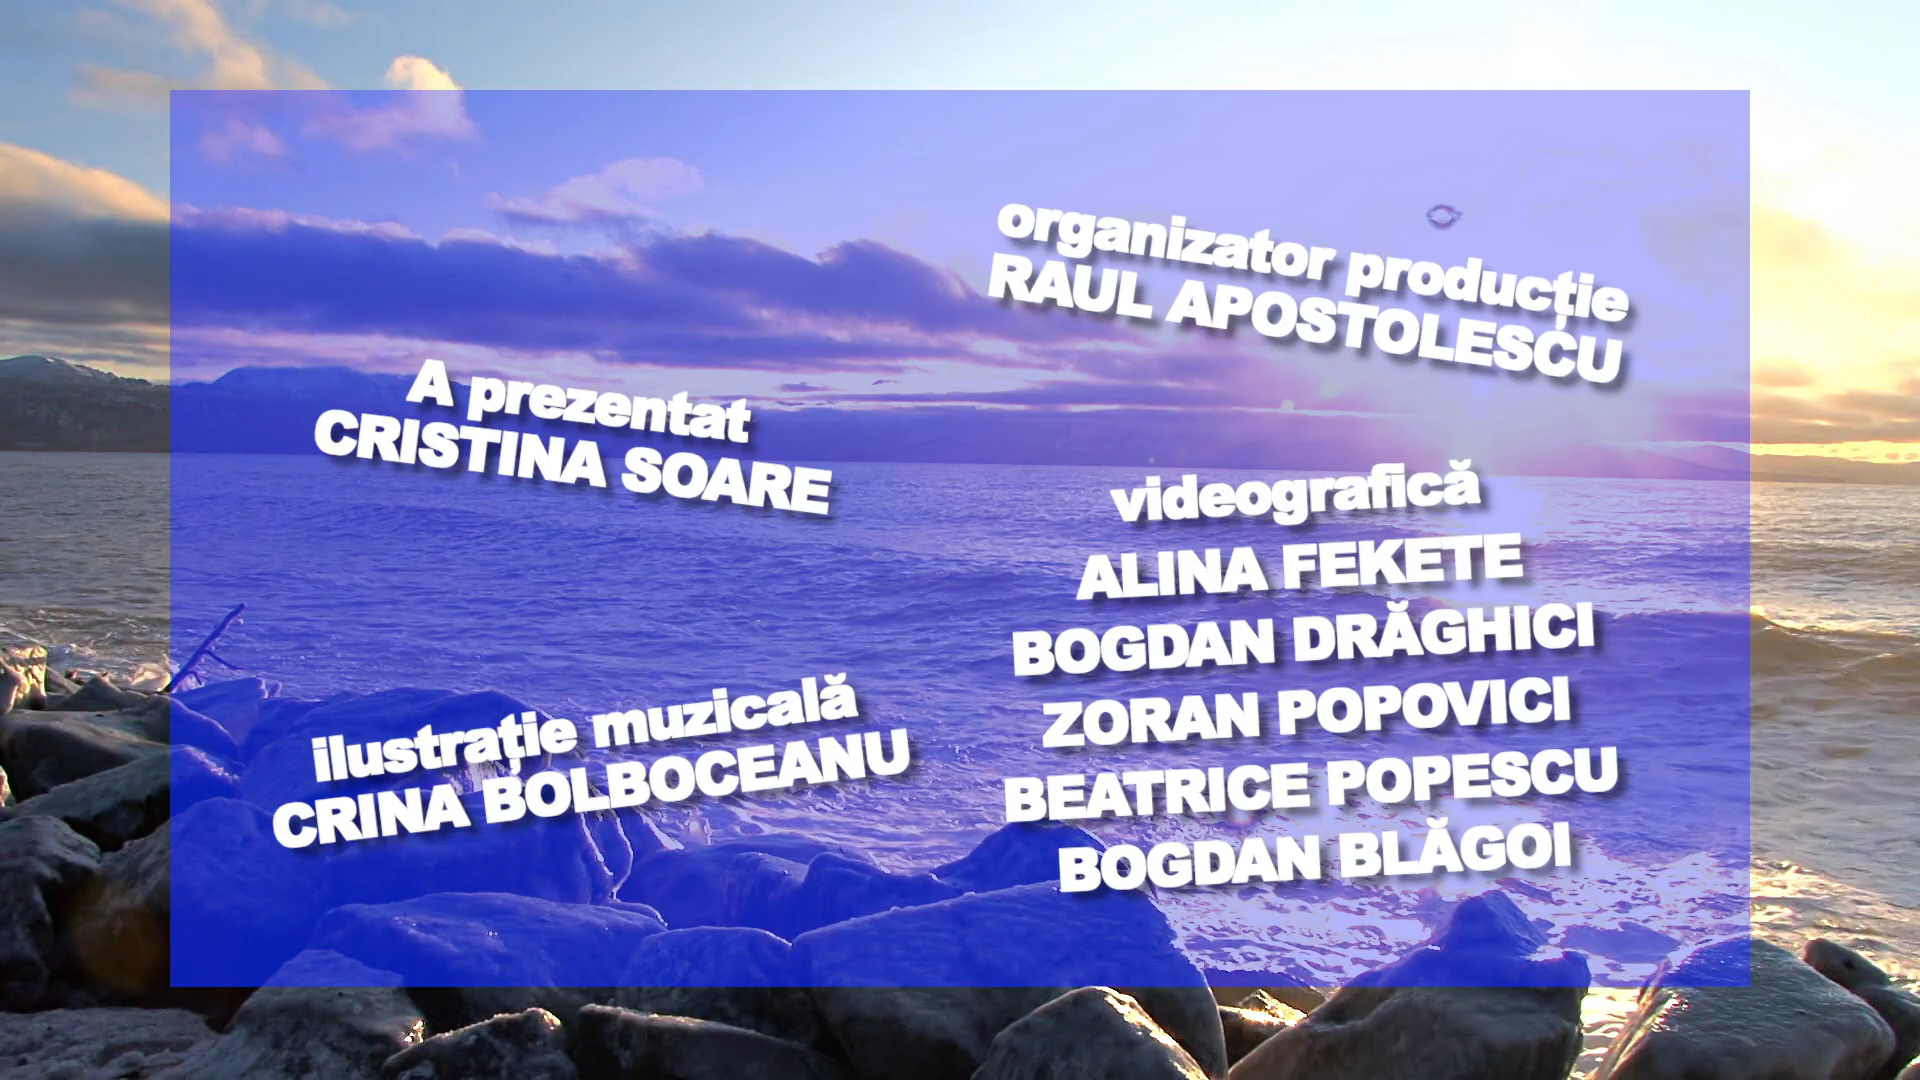 A prezentat
CRISTINA SOARE
ilustrație muzicală
CRINA BOLBOCEANU
organizator producție
RAUL APOSTOLESCU
videografică
ALINA FEKETE
BOGDAN DRĂGHICI
ZORAN POPOVICI
BEATRICE POPESCU
BOGDAN BLĂGOI